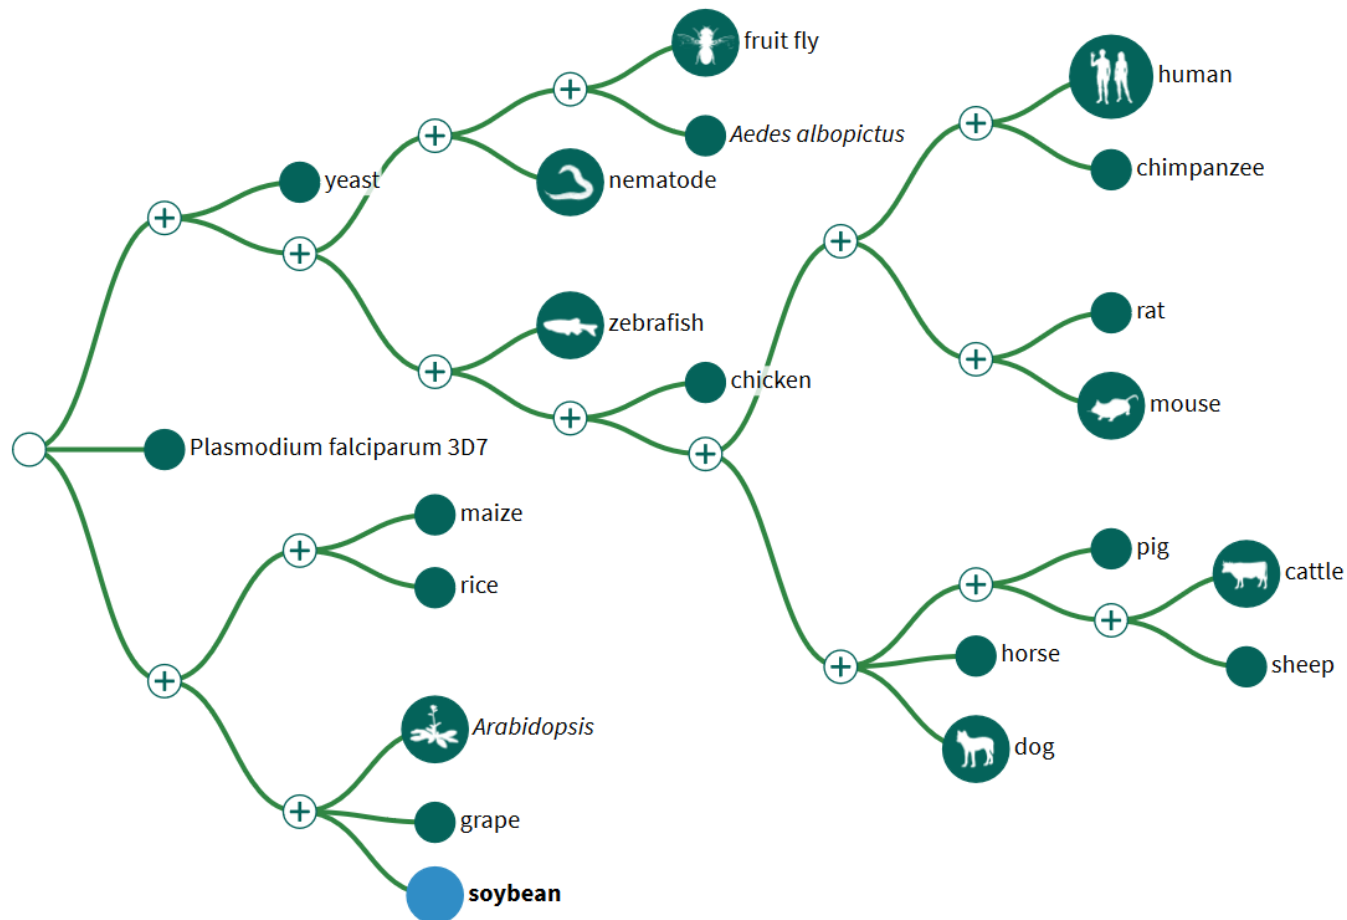 fruit fly
human
Aedes albopictus
chimpanzee
yeast
nematode
rat
zebrafish
chicken
mouse
Plasmodium falciparum 3D7
maize
pig
cattle
rice
horse
sheep
Arabidopsis
dog
grape
soybean